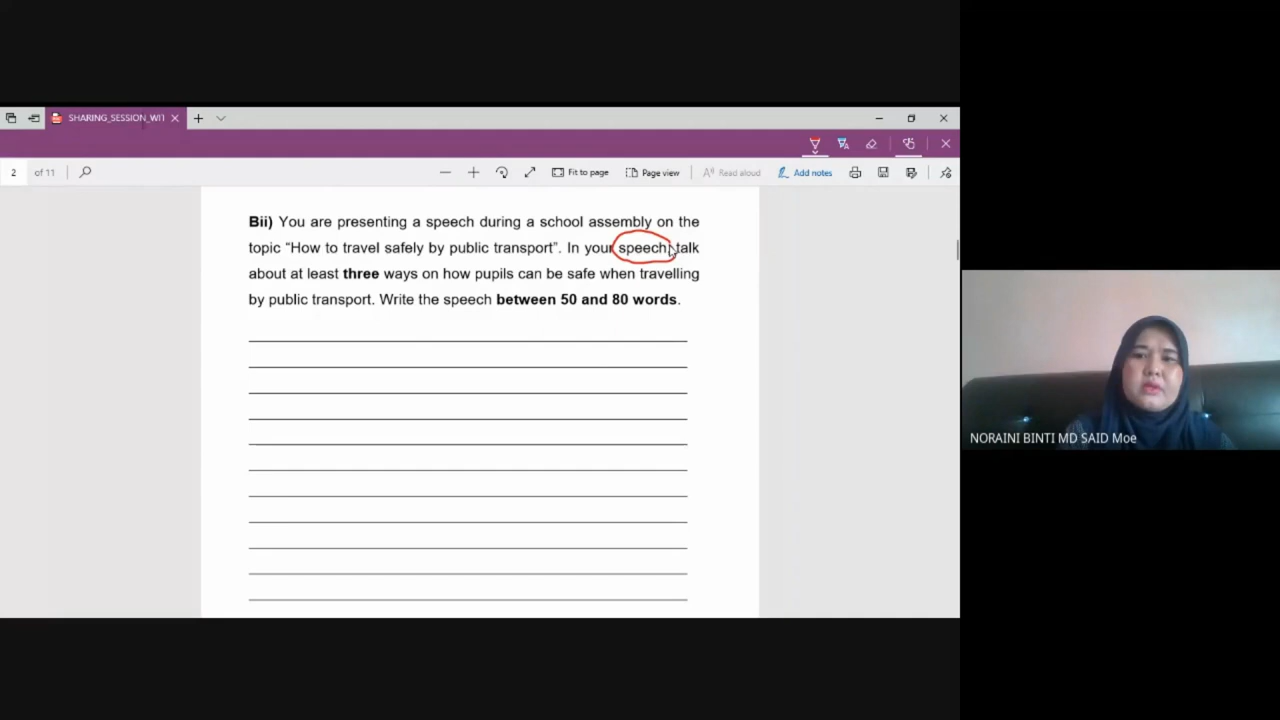 SHARING_SESSION_WIT
2 of 11
Fit to page
Page view
Read aloud
Add notes
Bii) You are presenting a speech during a school assembly on the
topic “How to travel safely by public transport”. In your speech, talk
about at least three ways on how pupils can be safe when travelling
by public transport. Write the speech between 50 and 80 words.
NORAINI BINTI MD SAID Moe